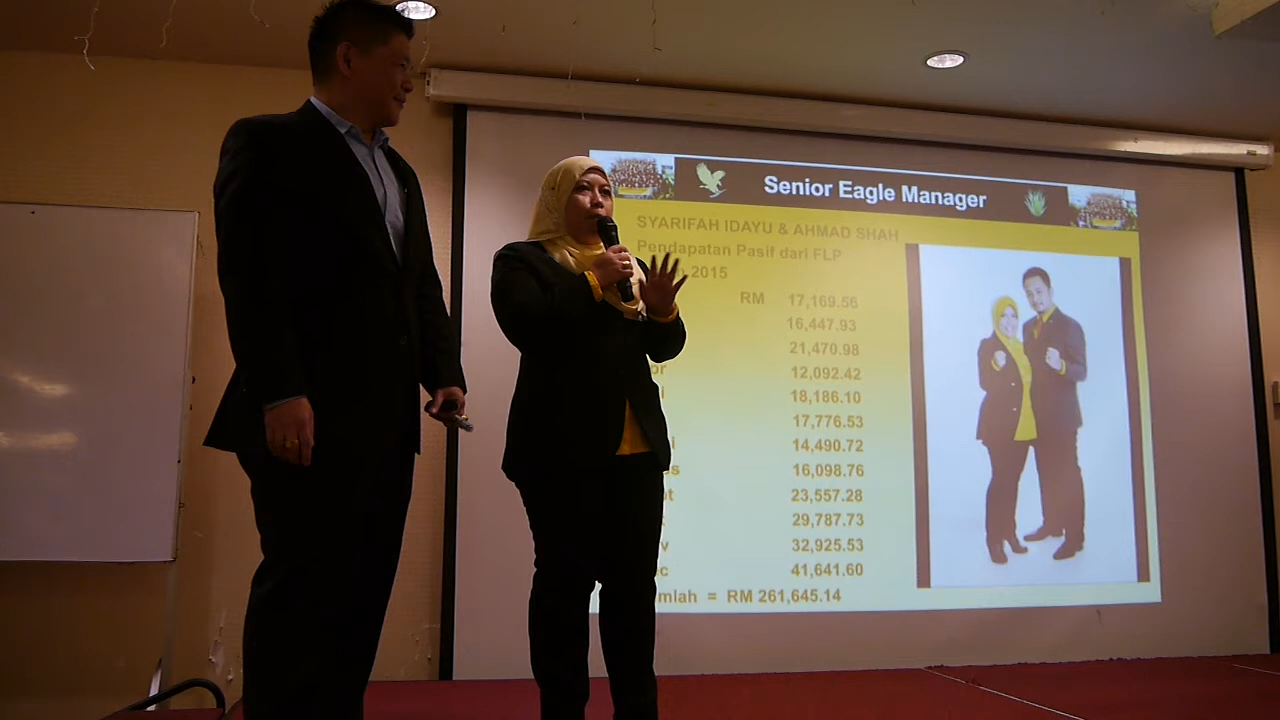 Senior Eagle Manager
SYARIFAH IDAYU & AHMAD SHAH
Pendapatan Pasif dari FLP
2015
RM 17,169.56
16,447.93
21,470.98
12,092.42
18,186.10
17,776.53
14,490.72
16,098.76
23,557.28
29,787.73
32,925.53
41,641.60
= RM 261,645.14